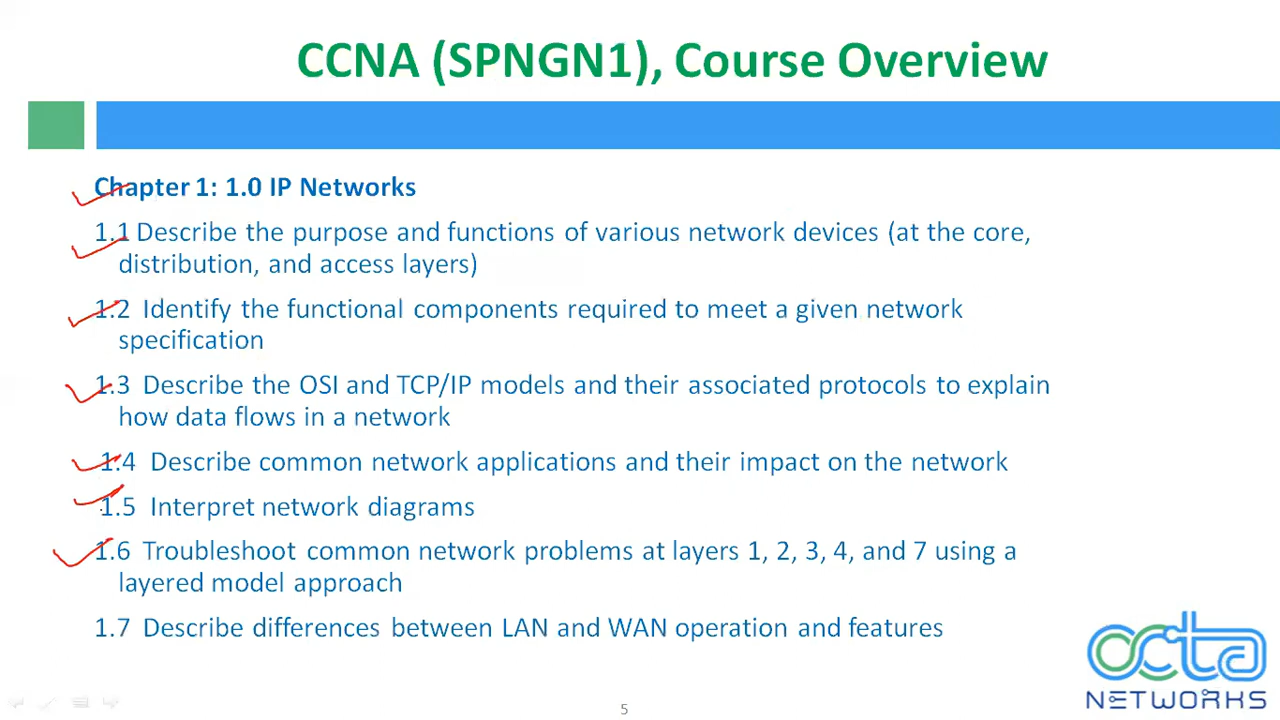 CCNA (SPNGN1), Course Overview
Chapter 1: 1.0 IP Networks
1.1 Describe the purpose and functions of various network devices (at the core,
distribution, and access layers)
1.2 Identify the functional components required to meet a given network
specification
1.3 Describe the OSI and TCP/IP models and their associated protocols to explain
how data flows in a network
1.4 Describe common network applications and their impact on the network
1.5 Interpret network diagrams
1.6 Troubleshoot common network problems at layers 1, 2, 3, 4, and 7 using a
layered model approach
1.7 Describe differences between LAN and WAN operation and features
octa
NETWORKS
5